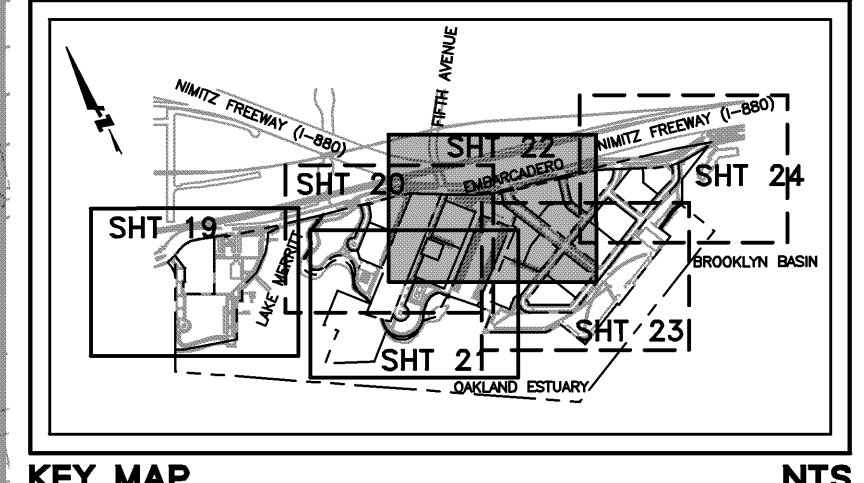 FIFTH AVENUE
NIMITZ FREEWAY (I-880)
NIMITZ FREEWAY (I-880)
SHT 22
EMBARCADERO
SHT 20
SHT 24
SHT 19
LAKE MERRITT
BROOKLYN BASIN
SHT 23
SHT 21
OAKLAND ESTUARY
KEY MAP
NTS